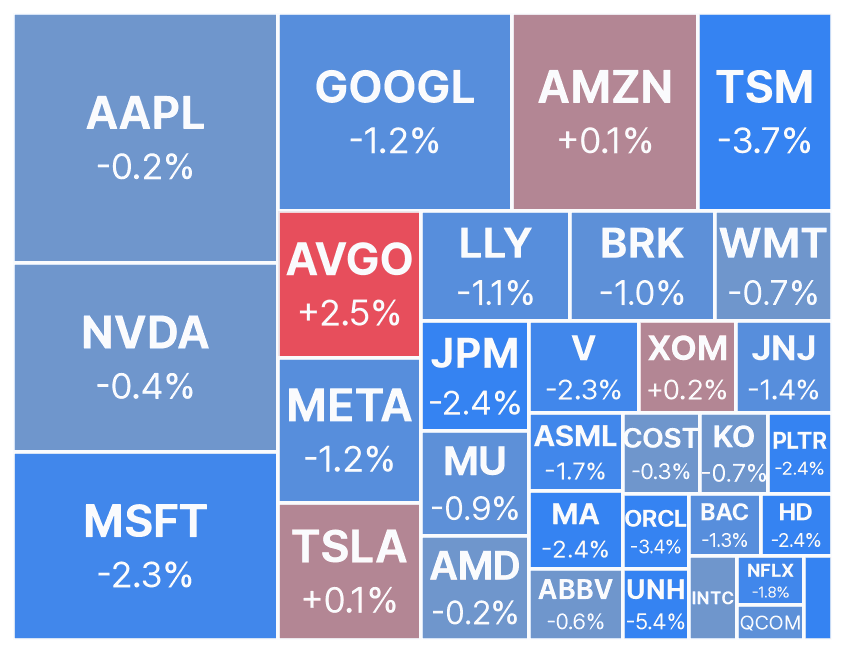 AAPL
-0.2%
GOOGL
-1.2%
AMZN
+0.1%
TSM
-3.7%
NVDA
-0.4%
AVGO
+2.5%
LLY
-1.1%
BRK
-1.0%
WMT
-0.7%
META
-1.2%
JPM
-2.4%
V
-2.3%
XOM
+0.2%
JNJ
-1.4%
MSFT
-2.3%
TSLA
+0.1%
MU
-0.9%
ASML
-1.7%
COST
-0.3%
KO
-0.7%
PLTR
-2.4%
AMD
-0.2%
MA
-2.4%
ORCL
-3.4%
BAC
-1.3%
HD
-2.4%
ABBV
-0.6%
UNH
-5.4%
INTC
NFLX
-1.8%
QCOM